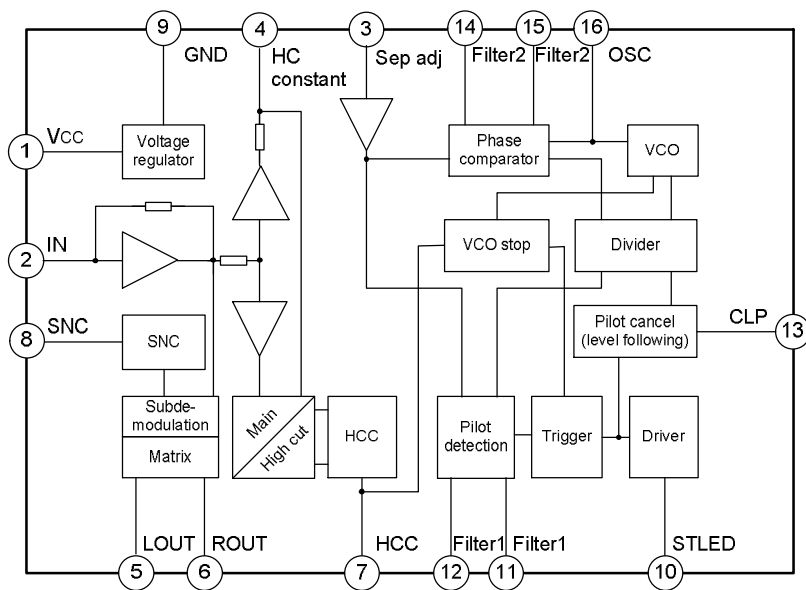 9
4
3
14
15
16
GND
HC
constant
Sep adj
Filter2
Filter2
OSC
1
VCC
Voltage
regulator
Phase
comparator
VCO
2
IN
VCO stop
Divider
8
SNC
SNC
Pilot cancel
(level following)
CLP
13
Subde-
modulation
Matrix
Main
High cut
HCC
Pilot
detection
Trigger
Driver
LOUT
ROUT
HCC
Filter1
Filter1
STLED
5
6
7
12
11
10